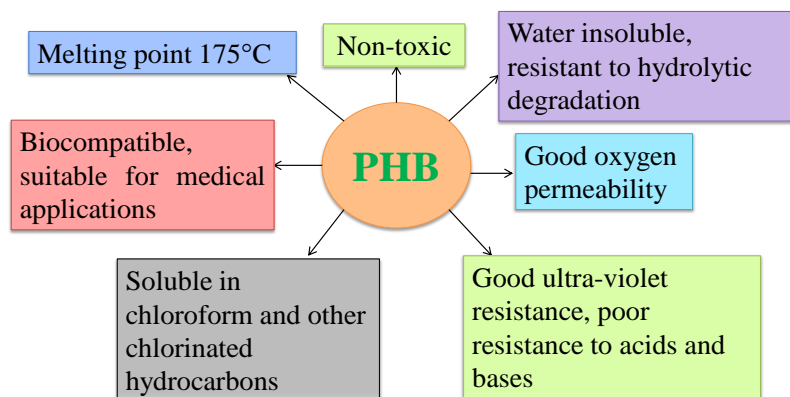 Melting point 175°C
Non-toxic
Water insoluble,
resistant to hydrolytic
degradation
Biocompatible,
suitable for medical
applications
PHB
Good oxygen
permeability
Soluble in
chloroform and other
chlorinated
hydrocarbons
Good ultra-violet
resistance, poor
resistance to acids and
bases